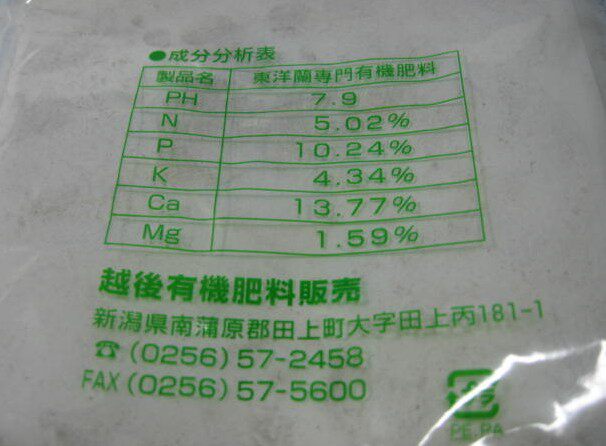 ●成分分析表
製品名 東洋蘭専門有機肥料
PH 7.9
N 5.02%
P 10.24%
K 4.34%
Ca 13.77%
Mg 1.59%
越後有機肥料販売
新潟県南蒲原郡田上町大字田上丙181-1
☎(0256)57-2458
FAX(0256)57-5600
プラ
PE,PA